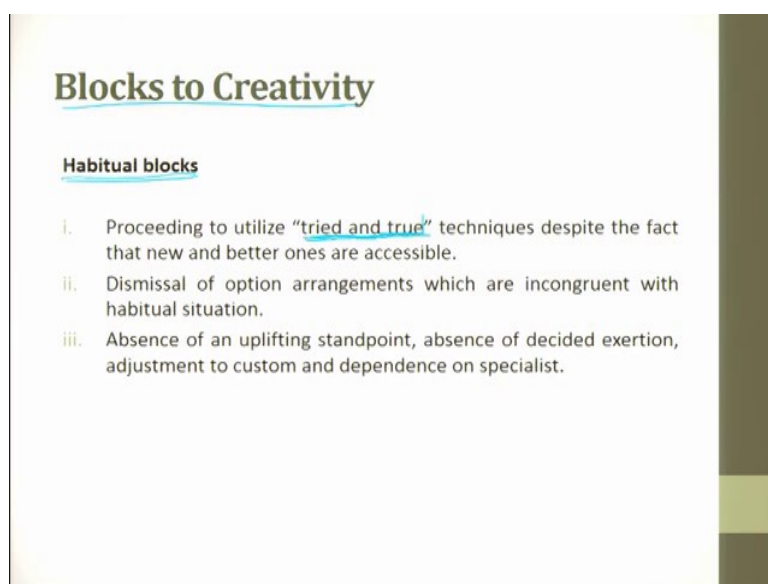 Blocks to Creativity
Habitual blocks
i. Proceeding to utilize “tried and true” techniques despite the fact
that new and better ones are accessible.
ii. Dismissal of option arrangements which are incongruent with
habitual situation.
iii. Absence of an uplifting standpoint, absence of decided exertion,
adjustment to custom and dependence on specialist.